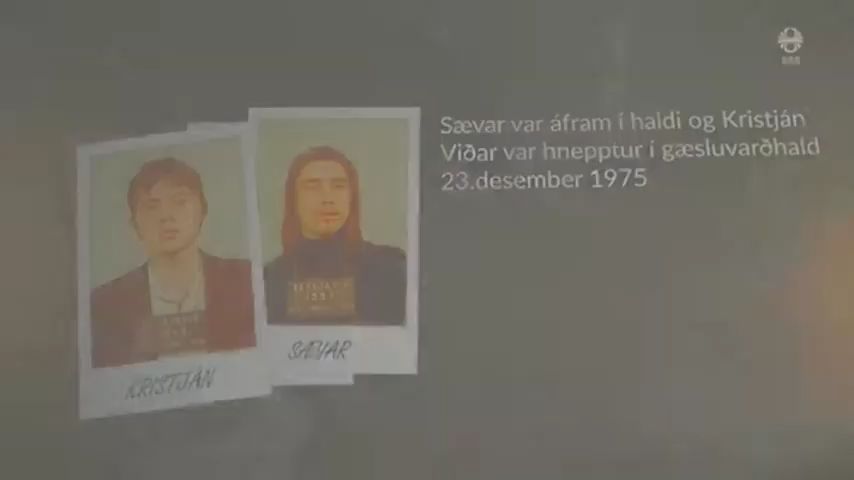 Sævar var áfram í haldi og Kristján
Viðar var hnepptur í gæsluvarðhald
23.desember 1975
KRISTJÁN
SÆVAR